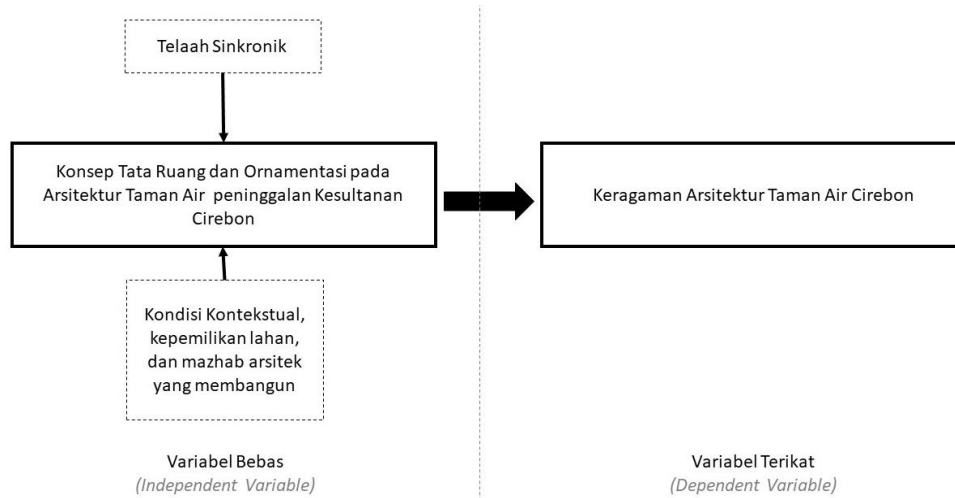 Telaah Sinkronik
Konsep Tata Ruang dan Ornamentasi pada
Arsitektur Taman Air peninggalan Kesultanan
Cirebon
Keragaman Arsitektur Taman Air Cirebon
Kondisi Kontekstual,
kepemilikan lahan,
dan mazhab arsitek
yang membangun
Variabel Bebas
(Independent Variable)
Variabel Terikat
(Dependent Variable)